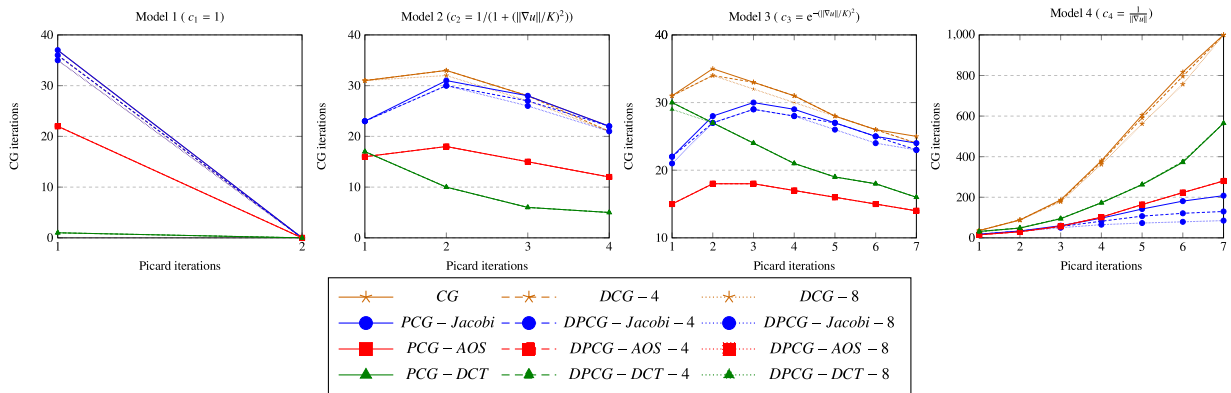 Model 1 ( c₁ = 1)
40
30
20
10
0
1
2
CG iterations
Picard iterations
Model 2 (c₂ = 1/(1 + (‖∇u‖/K)²))
40
30
20
10
0
1
2
3
4
CG iterations
Picard iterations
Model 3 ( c₃ = e^−(‖∇u‖/K)²)
40
30
20
10
1
2
3
4
5
6
7
CG iterations
Picard iterations
Model 4 ( c₄ = 1/‖∇u‖)
1,000
800
600
400
200
0
1
2
3
4
5
6
7
CG iterations
Picard iterations
CG DCG − 4 DCG − 8
PCG − Jacobi DPCG − Jacobi − 4 DPCG − Jacobi − 8
PCG − AOS DPCG − AOS − 4 DPCG − AOS − 8
PCG − DCT DPCG − DCT − 4 DPCG − DCT − 8